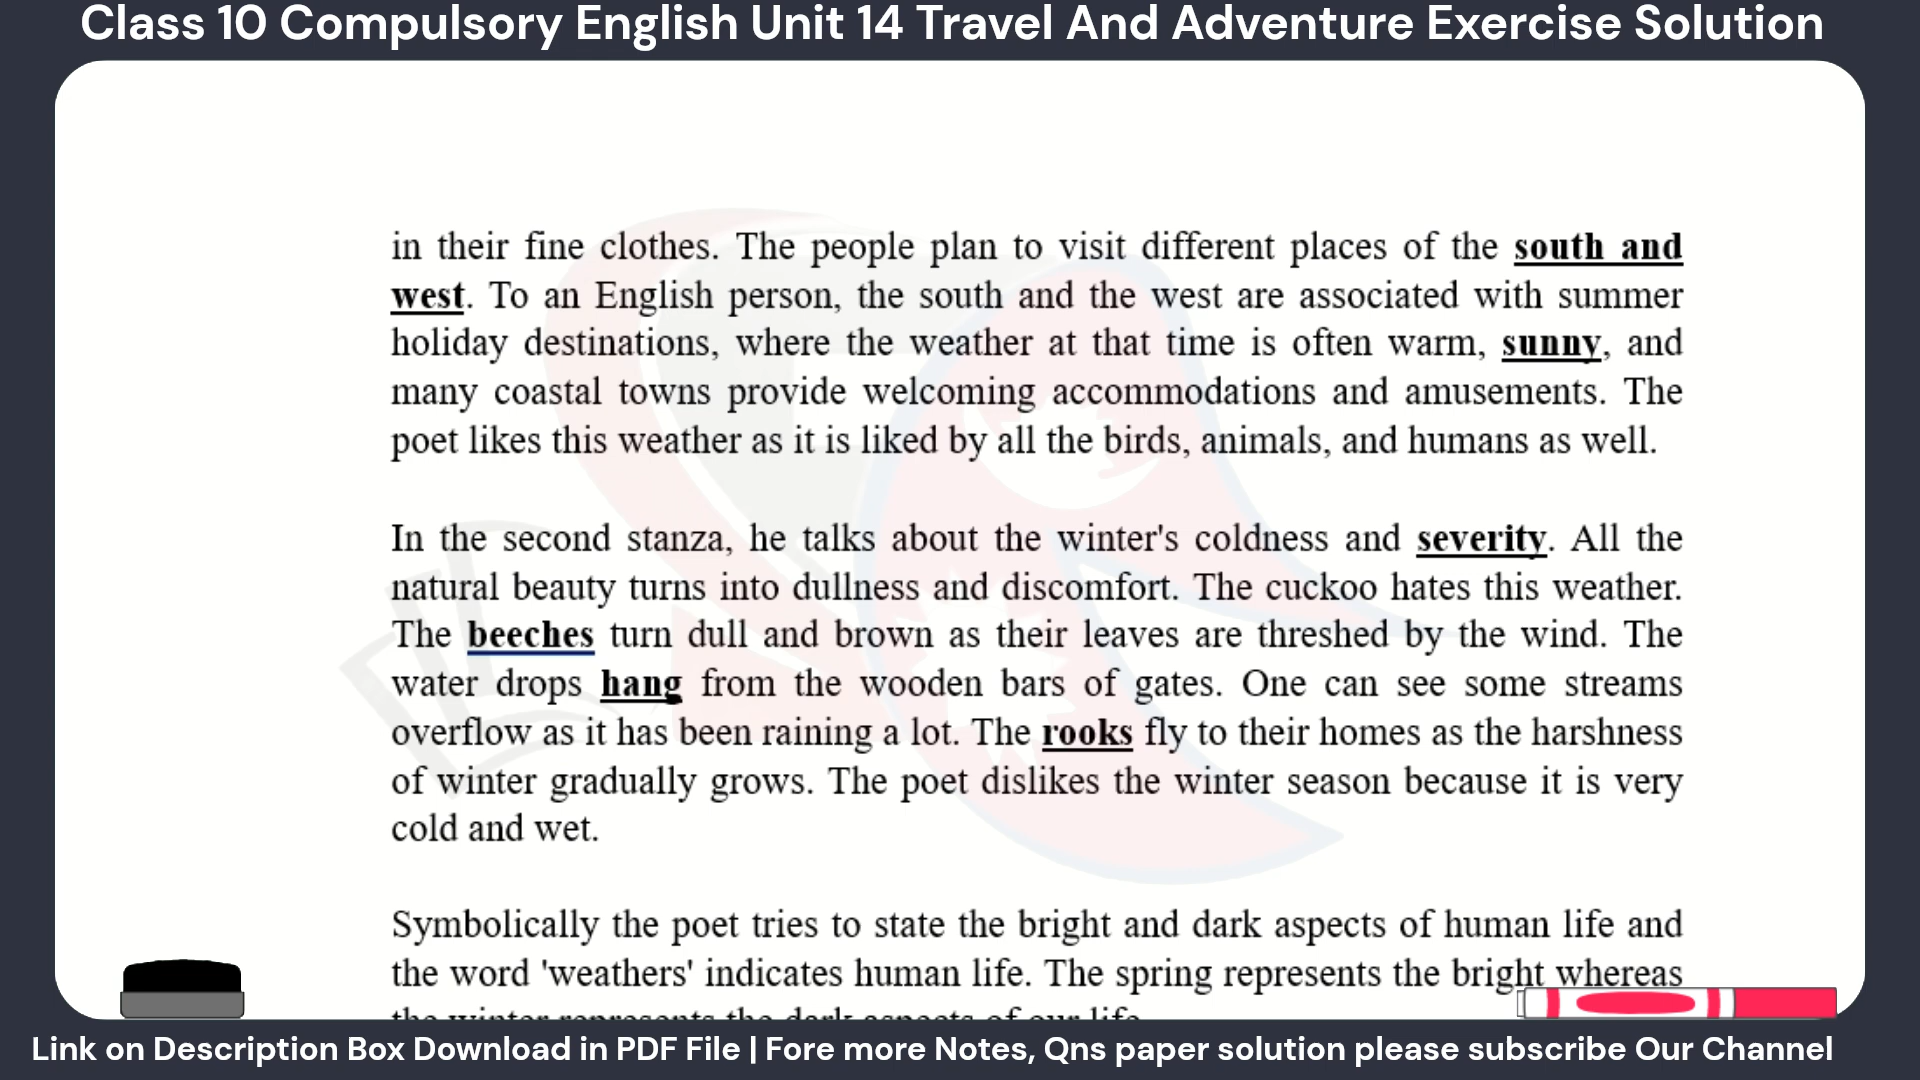 Class 10 Compulsory English Unit 14 Travel And Adventure Exercise Solution
in their fine clothes. The people plan to visit different places of the south and
west. To an English person, the south and the west are associated with summer
holiday destinations, where the weather at that time is often warm, sunny, and
many coastal towns provide welcoming accommodations and amusements. The
poet likes this weather as it is liked by all the birds, animals, and humans as well.
In the second stanza, he talks about the winter's coldness and severity. All the
natural beauty turns into dullness and discomfort. The cuckoo hates this weather.
The beeches turn dull and brown as their leaves are threshed by the wind. The
water drops hang from the wooden bars of gates. One can see some streams
overflow as it has been raining a lot. The rooks fly to their homes as the harshness
of winter gradually grows. The poet dislikes the winter season because it is very
cold and wet.
Symbolically the poet tries to state the bright and dark aspects of human life and
the word 'weathers' indicates human life. The spring represents the bright whereas
the winter represents the dark aspects of our life.
Link on Description Box Download in PDF File | Fore more Notes, Qns paper solution please subscribe Our Channel